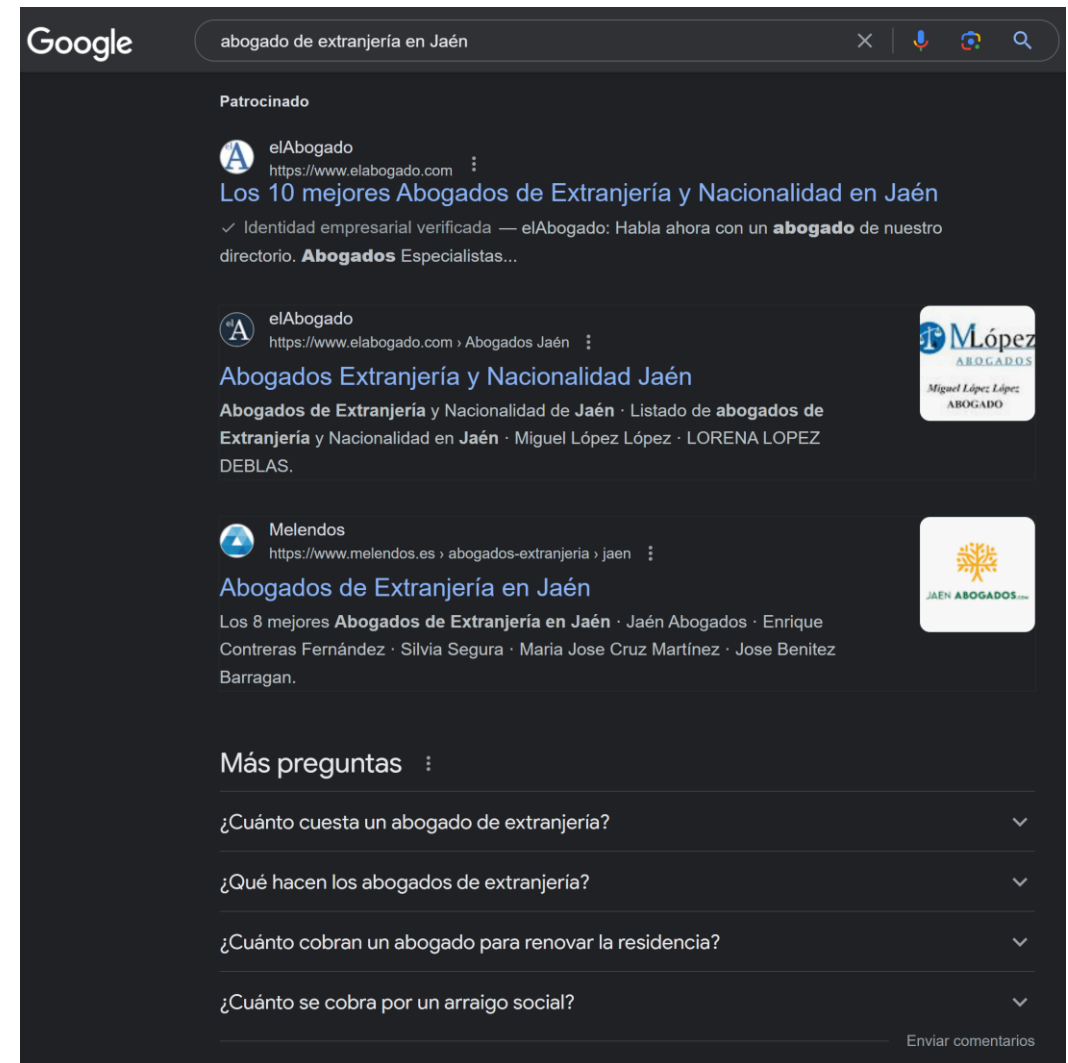 Google
abogado de extranjería en Jaén
Patrocinado
elAbogado
https://www.elabogado.com
Los 10 mejores Abogados de Extranjería y Nacionalidad en Jaén
Identidad empresarial verificada — elAbogado: Habla ahora con un abogado de nuestro
directorio. Abogados Especialistas...
elAbogado
https://www.elabogado.com › Abogados Jaén
Abogados Extranjería y Nacionalidad Jaén
Abogados de Extranjería y Nacionalidad de Jaén · Listado de abogados de
Extranjería y Nacionalidad en Jaén · Miguel López López · LORENA LOPEZ
DEBLAS.
MLópez
ABOGADOS
Miguel López López
ABOGADO
Melendos
https://www.melendos.es › abogados-extranjeria › jaen
Abogados de Extranjería en Jaén
Los 8 mejores Abogados de Extranjería en Jaén · Jaén Abogados · Enrique
Contreras Fernández · Silvia Segura · Maria Jose Cruz Martínez · Jose Benitez
Barragan.
JAEN ABOGADOS.COM
Más preguntas
¿Cuánto cuesta un abogado de extranjería?
¿Qué hacen los abogados de extranjería?
¿Cuánto cobran un abogado para renovar la residencia?
¿Cuánto se cobra por un arraigo social?
Enviar comentarios